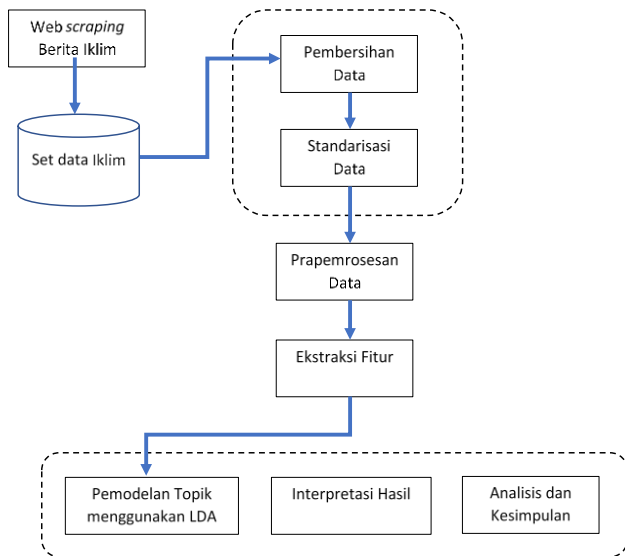 Web scraping
Berita Iklim
Set data Iklim
Pembersihan
Data
Standarisasi
Data
Prapemrosesan
Data
Ekstraksi Fitur
Pemodelan Topik
menggunakan LDA
Interpretasi Hasil
Analisis dan
Kesimpulan